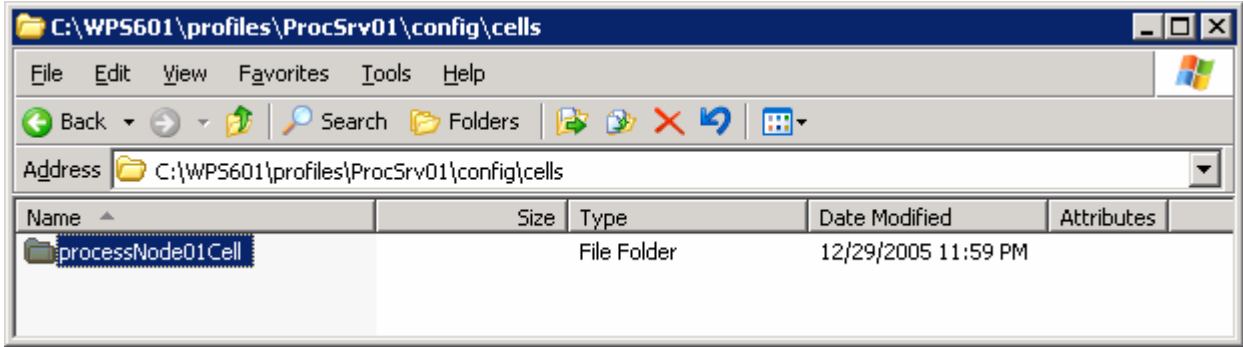 C:\WPS601\profiles\ProcSrv01\config\cells
File Edit View Favorites Tools Help
Back Search Folders
Address C:\WPS601\profiles\ProcSrv01\config\cells
Name Size Type Date Modified Attributes
processNode01Cell File Folder 12/29/2005 11:59 PM